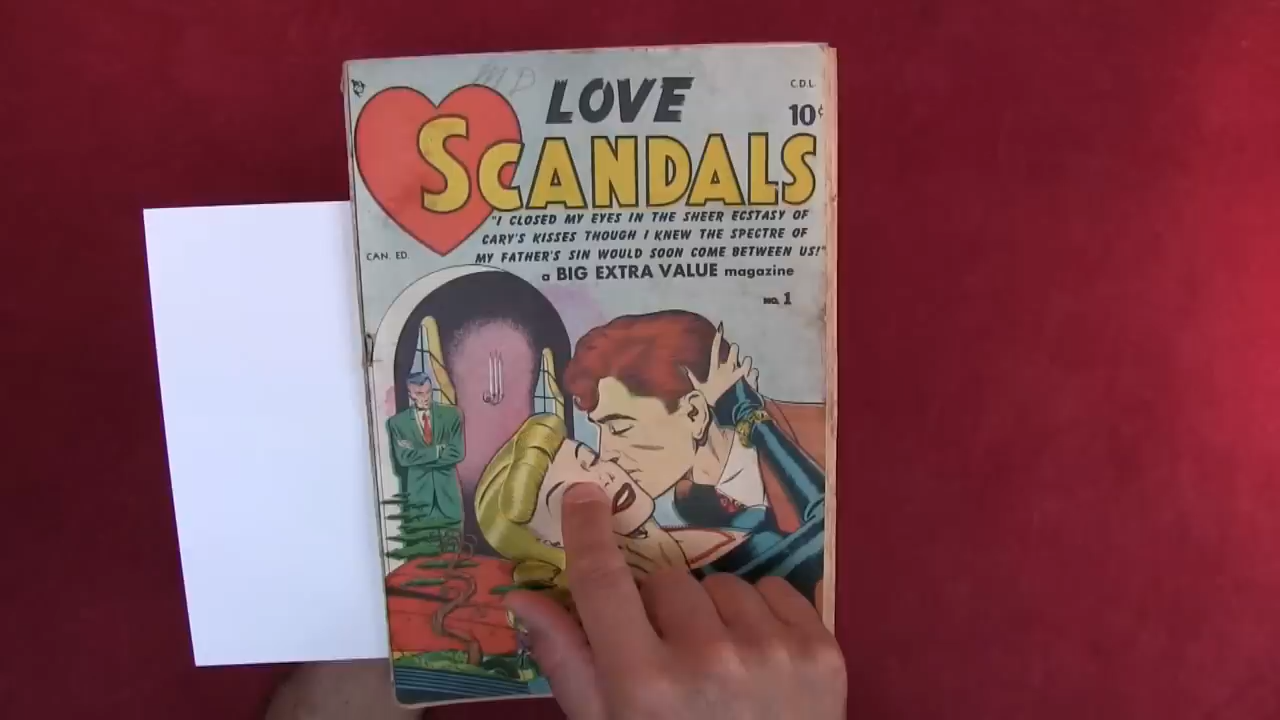 MD
LOVE
C.D.L.
10¢
SCANDALS
"I CLOSED MY EYES IN THE SHEER ECSTASY OF
CARY'S KISSES THOUGH I KNEW THE SPECTRE OF
MY FATHER'S SIN WOULD SOON COME BETWEEN US!"
CAN. ED.
a BIG EXTRA VALUE magazine
NO. 1